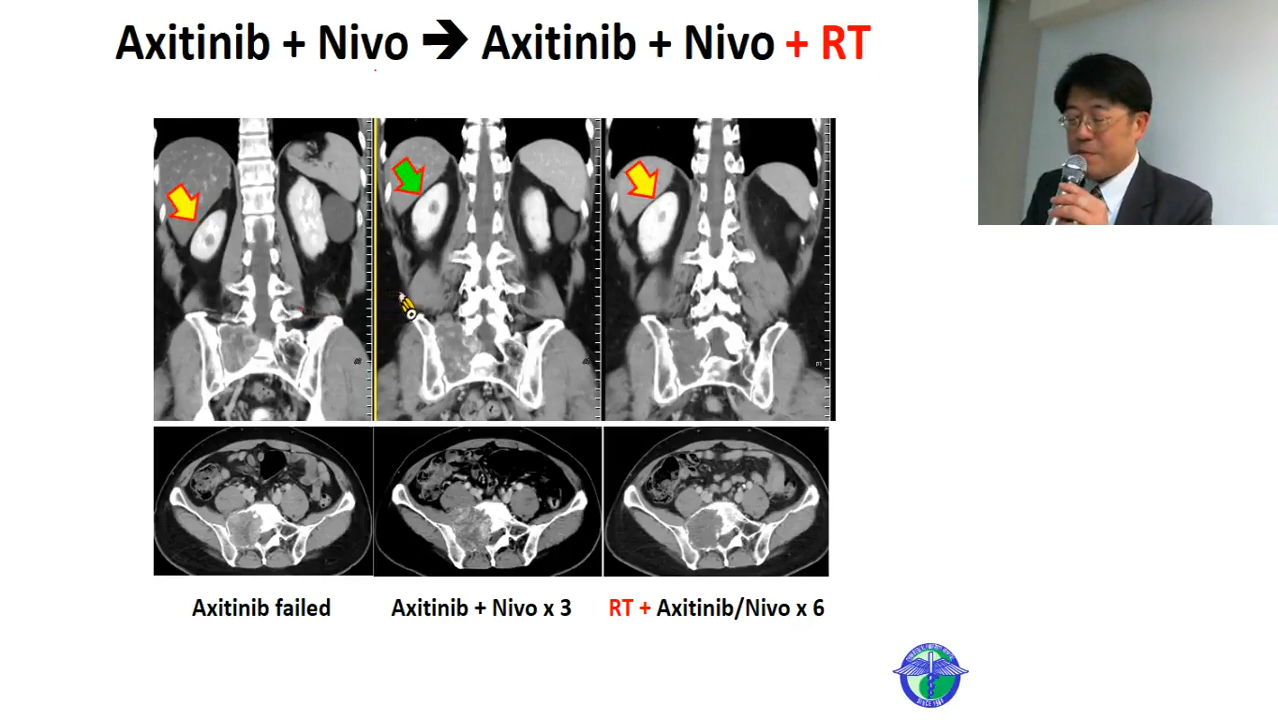 Axitinib + Nivo ➔ Axitinib + Nivo + RT
Axitinib failed
Axitinib + Nivo x 3
RT + Axitinib/Nivo x 6